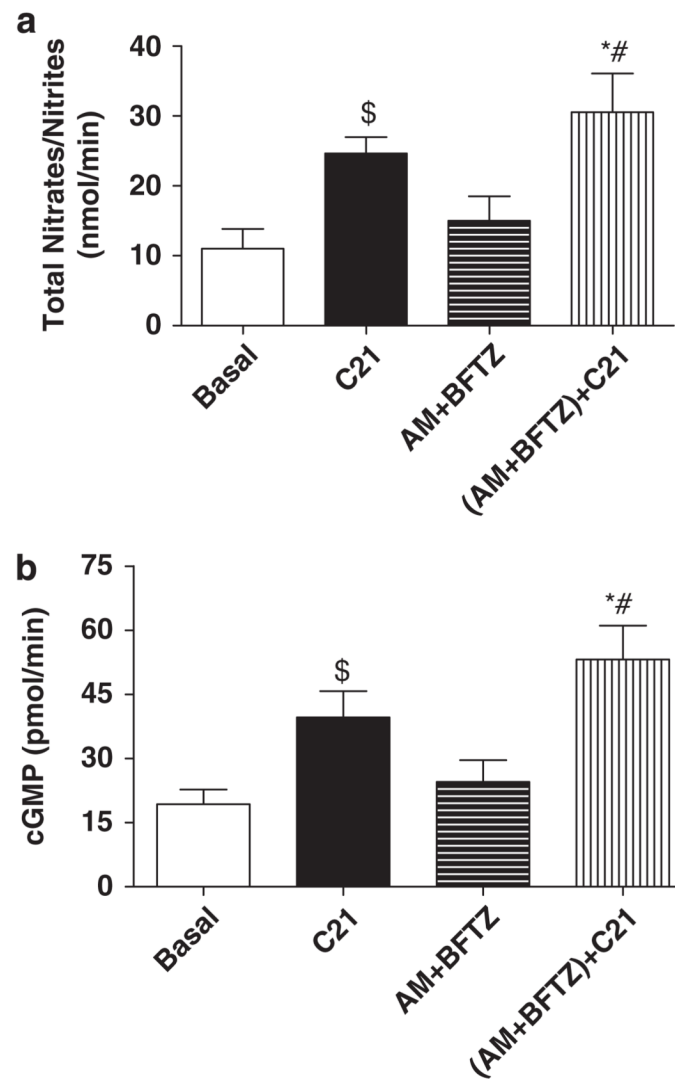 a
Total Nitrates/Nitrites
(nmol/min)
40
30
20
10
0
$
*#
Basal
C21
AM+BFTZ
(AM+BFTZ)+C21
b
cGMP (pmol/min)
75
60
45
30
15
0
$
*#
Basal
C21
AM+BFTZ
(AM+BFTZ)+C21